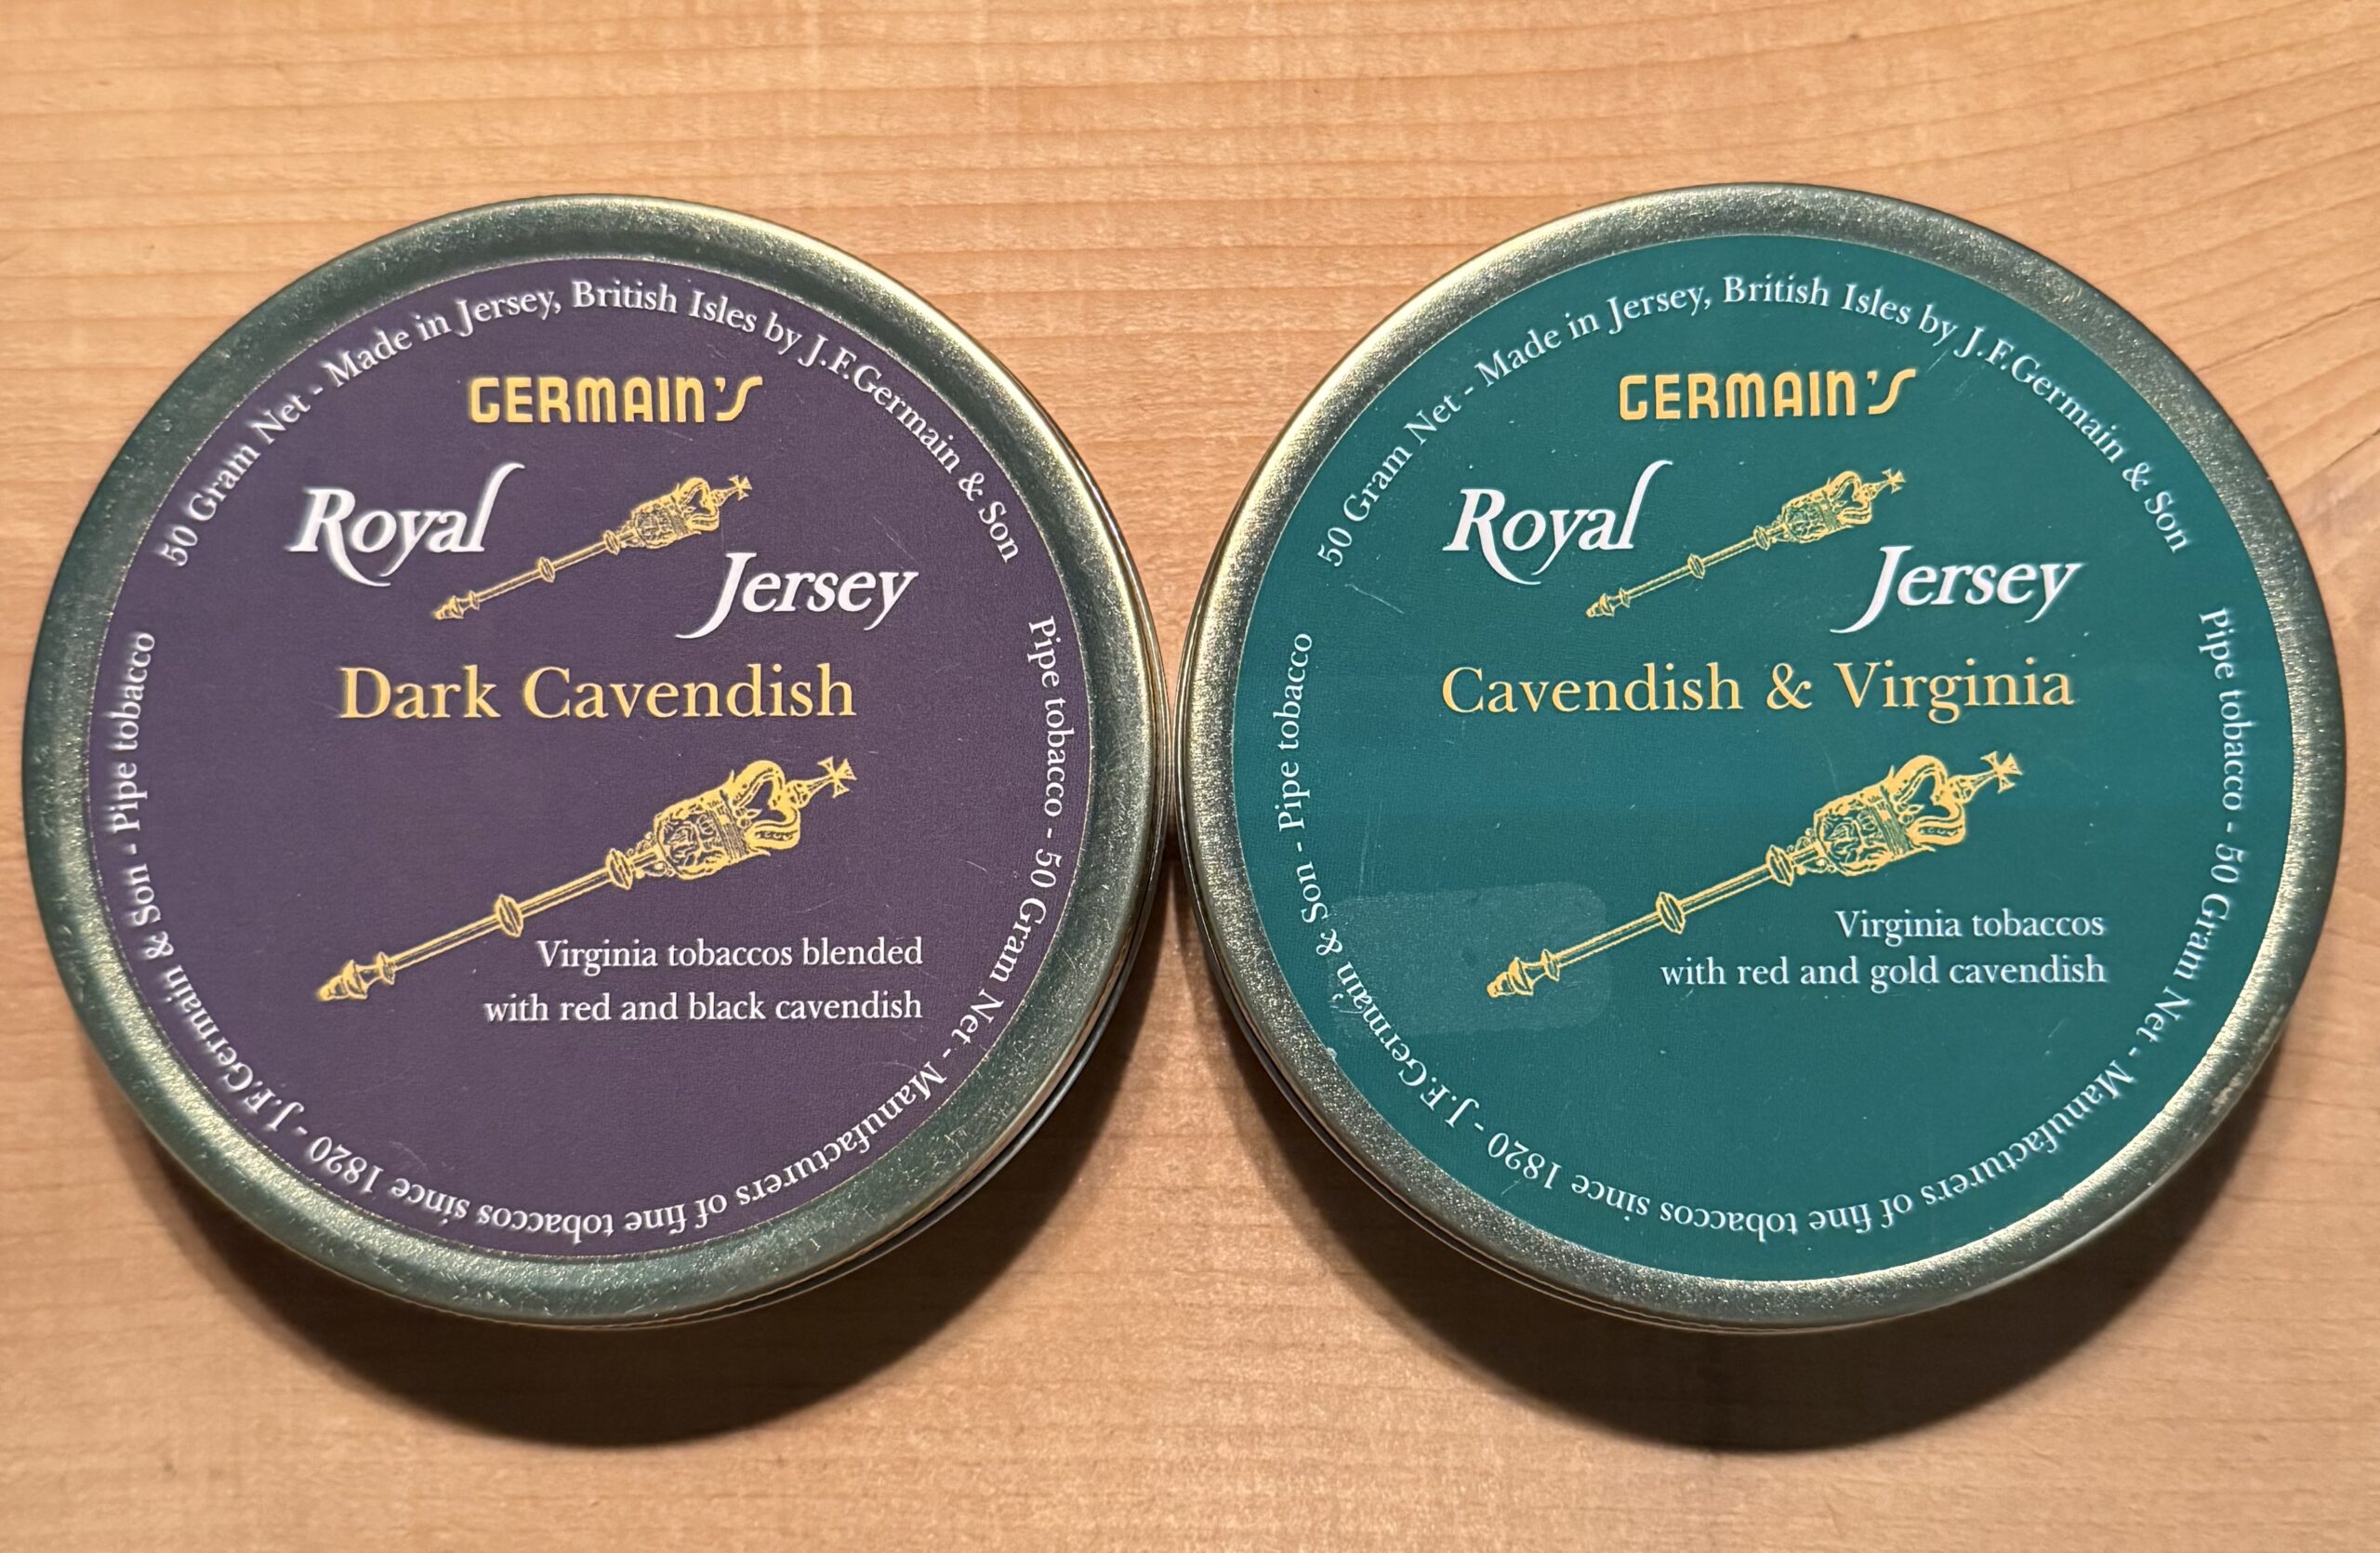 50 Gram Net - Made in Jersey, British Isles by J.F.Germain & Son
GERMAIN'S
Royal
Jersey
Dark Cavendish
Virginia tobaccos blended
with red and black cavendish
Pipe tobacco - 50 Gram Net - Manufacturers of fine tobaccos since 1820 - J.F.Germain & Son - Pipe tobacco
50 Gram Net - Made in Jersey, British Isles by J.F.Germain & Son
GERMAIN'S
Royal
Jersey
Cavendish & Virginia
Virginia tobaccos
with red and gold cavendish
Pipe tobacco - 50 Gram Net - Manufacturers of fine tobaccos since 1820 - J.F.Germain & Son - Pipe tobacco